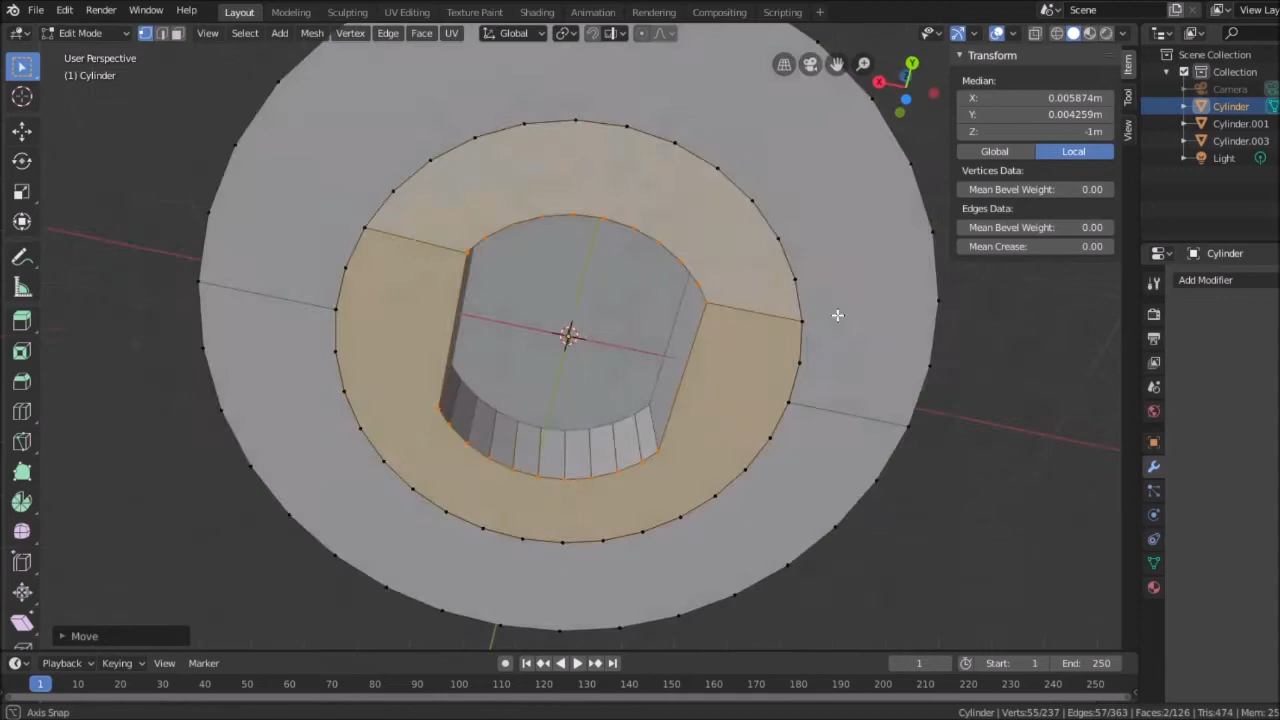 File Edit Render Window Help Layout Modeling Sculpting UV Editing Texture Paint Shading Animation Rendering Compositing Scripting + Scene View Lay
Edit Mode View Select Add Mesh Vertex Edge Face UV Global
User Perspective
(1) Cylinder
X
Y
Transform
Median:
X: 0.005874m
Y: 0.004259m
Z: -1m
Global Local
Vertices Data:
Mean Bevel Weight: 0.00
Edges Data:
Mean Bevel Weight: 0.00
Mean Crease: 0.00
Item
Tool
View
Scene Collection
Collection
Camera
Cylinder
Cylinder.001
Cylinder.003
Light
Cylinder
Add Modifier
Move
Playback Keying View Marker 1 Start: 1 End: 250
1 10 20 30 40 50 60 70 80 90 100 110 120 130 140 150 160 170 180 190 200 210 220 230 240 250
Axis Snap Cylinder | Verts:55/237 | Edges:57/363 | Faces:2/126 | Tris:474 | Mem: 25